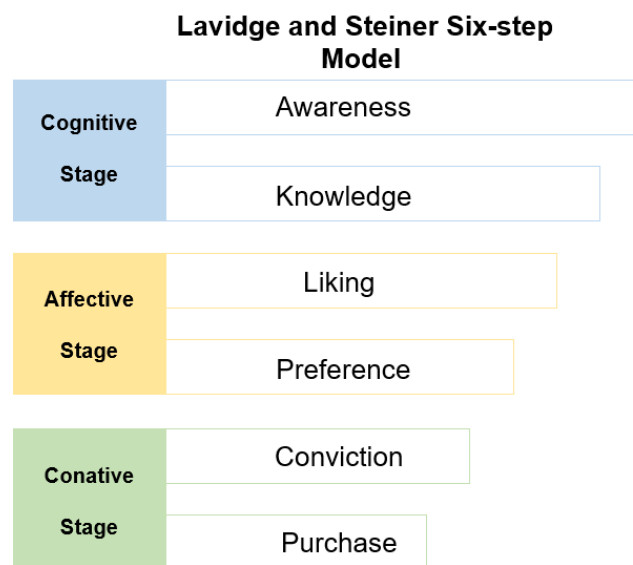 Lavidge and Steiner Six-step
Model
Cognitive
Stage
Awareness
Knowledge
Affective
Stage
Liking
Preference
Conative
Stage
Conviction
Purchase